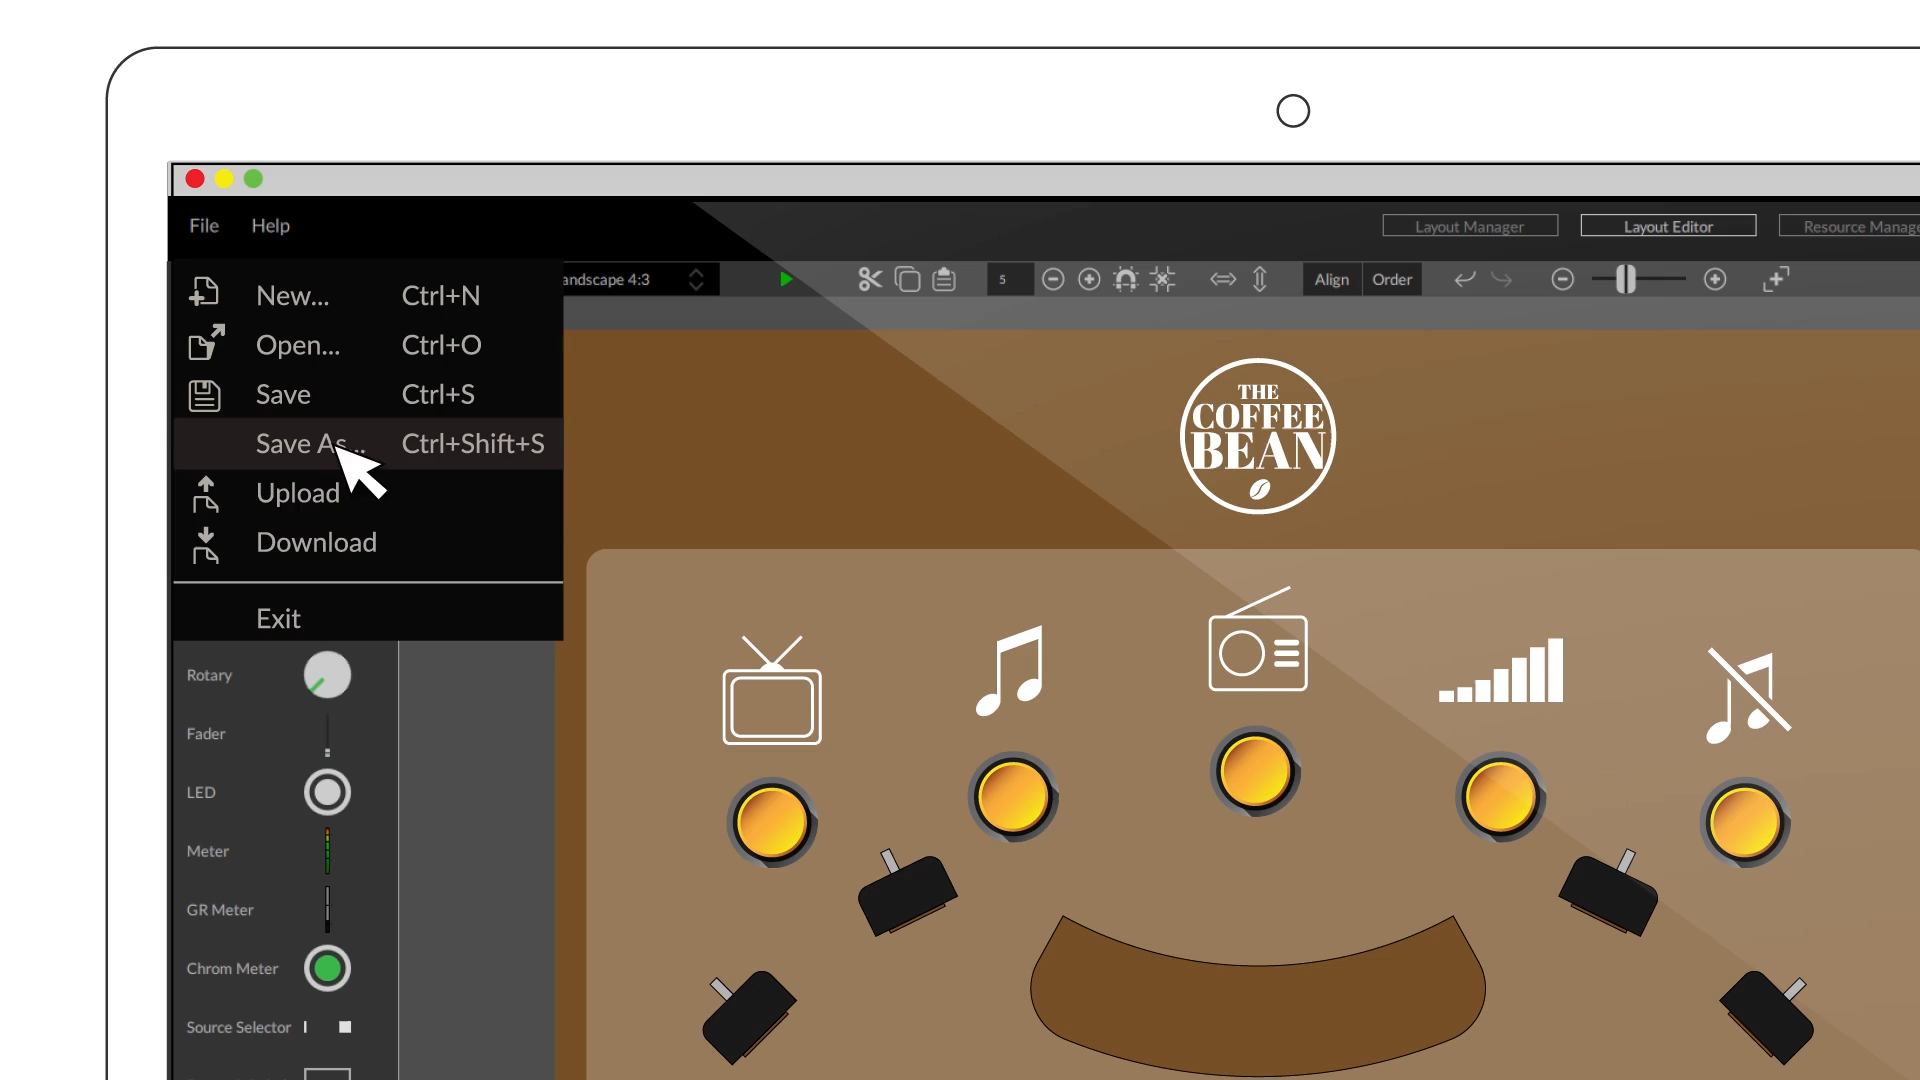 File Help
Layout Manager Layout Editor Resource Manage
New... Ctrl+N
andscape 4:3
5
Align Order
Open... Ctrl+O
Save Ctrl+S
Save As... Ctrl+Shift+S
Upload
Download
Exit
THE
COFFEE
BEAN
Rotary
Fader
LED
Meter
GR Meter
Chrom Meter
Source Selector